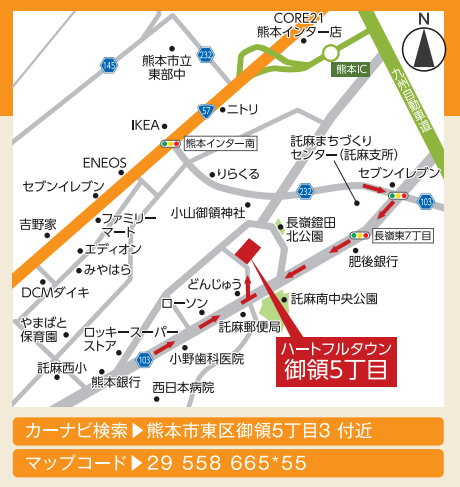 CORE21
熊本インター店
N
熊本市立
東部中
232
145
熊本IC
九州自動車道
57
ニトリ
IKEA
熊本インター南
託麻まちづくり
センター(託麻支所)
ENEOS
りらくる
セブンイレブン
セブンイレブン
232
103
小山御領神社
吉野家
ファミリー
マート
長嶺鐙田
北公園
長嶺東7丁目
エディオン
肥後銀行
みやはら
DCMダイキ
どんじゅう
ローソン
託麻南中央公園
やまばと
保育園
ロッキースーパー
ストア
託麻郵便局
ハートフルタウン
御領5丁目
103
小野歯科医院
託麻西小
熊本銀行
西日本病院
カーナビ検索▶熊本市東区御領5丁目3 付近
マップコード▶29 558 665*55